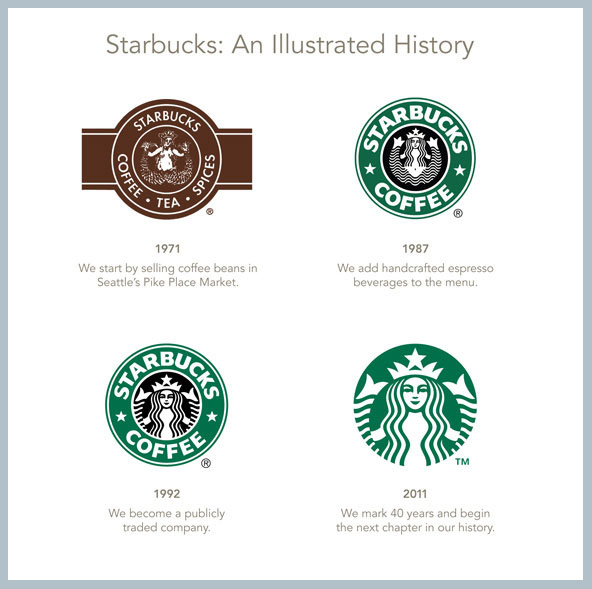 Starbucks: An Illustrated History
STARBUCKS
COFFEE • TEA • SPICES
®
STARBUCKS
COFFEE
®
1971
We start by selling coffee beans in
Seattle's Pike Place Market.
1987
We add handcrafted espresso
beverages to the menu.
STARBUCKS
COFFEE
®
TM
1992
We become a publicly
traded company.
2011
We mark 40 years and begin
the next chapter in our history.